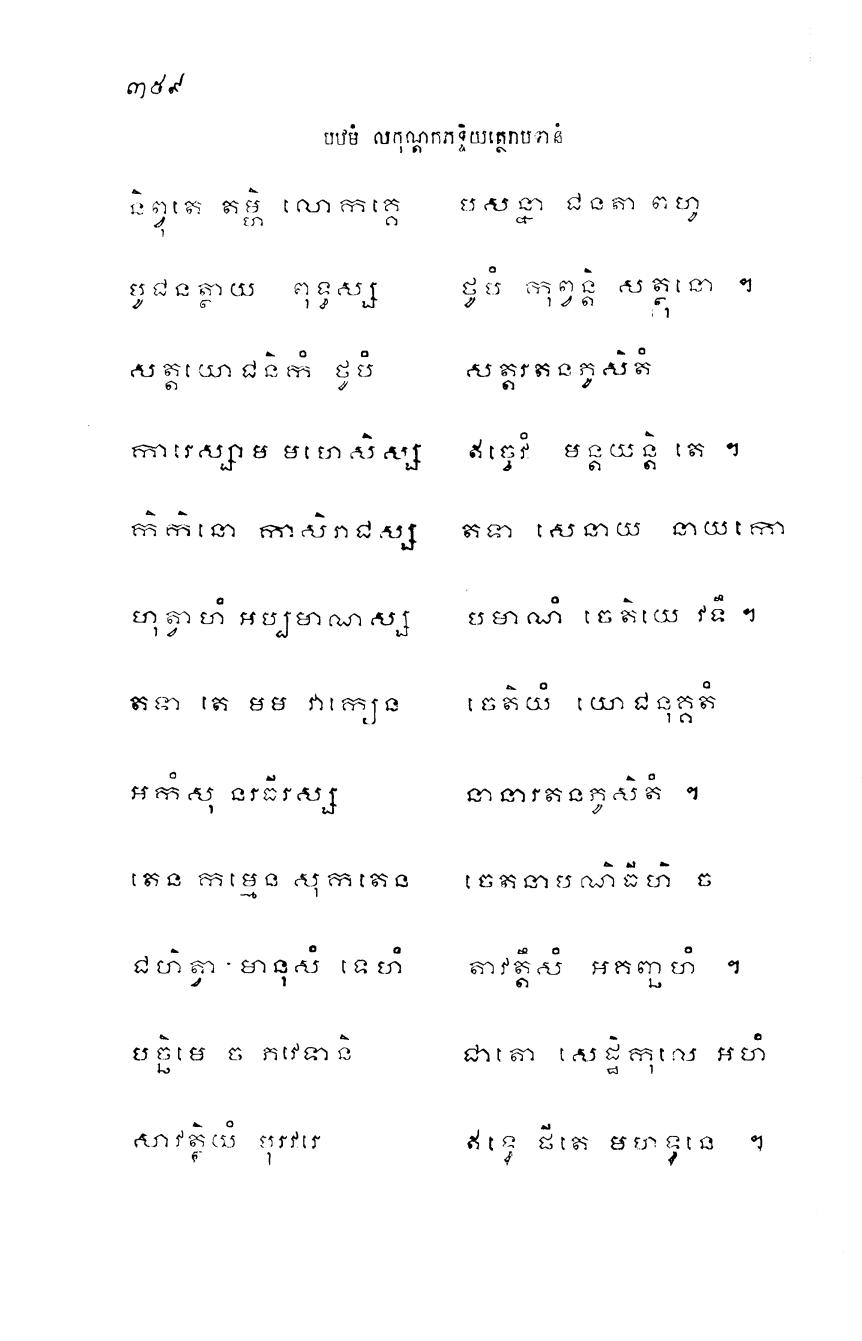 ៣៥៩
បឋមំ លកុណ្ដកភទ្ទិយត្ថេរាបទានំ
និព្វុតេ តម្ហិ លោកគ្គេ បសន្នា ជនតា ពហូ
បូជនត្ថាយ ពុទ្ធស្ស ថូបំ កុព្វន្តិ សត្ថុនោ ។
សត្តយោជនិកំ ថូបំ សត្តរតនភូសិតំ
ការេស្សាម មហេសិស្ស ឥច្ចេវំ មន្តយន្តិ តេ ។
កិកិនោ កាសិរាជស្ស តទា សេនាយ នាយកោ
ហុត្វាហំ អប្បមាណស្ស បមាណំ ចេតិយេ វទឹ ។
តទា តេ មម វាក្យេន ចេតិយំ យោជនុគ្គតំ
អកំសុ នរធីរស្ស នានារតនភូសិតំ ។
តេន កម្មេន សុកតេន ចេតនាបណិធីហិ ច
ជហិត្វា មានុសំ ទេហំ តាវត្តឹសំ អគញ្ឆហំ ។
បច្ឆិមេ ច ភវេទានិ ជាតោ សេដ្ឋិកុលេ អហំ
សាវត្ថិយំ បុរវរេ ឥទ្ធេ ផីតេ មហទ្ធនេ ។